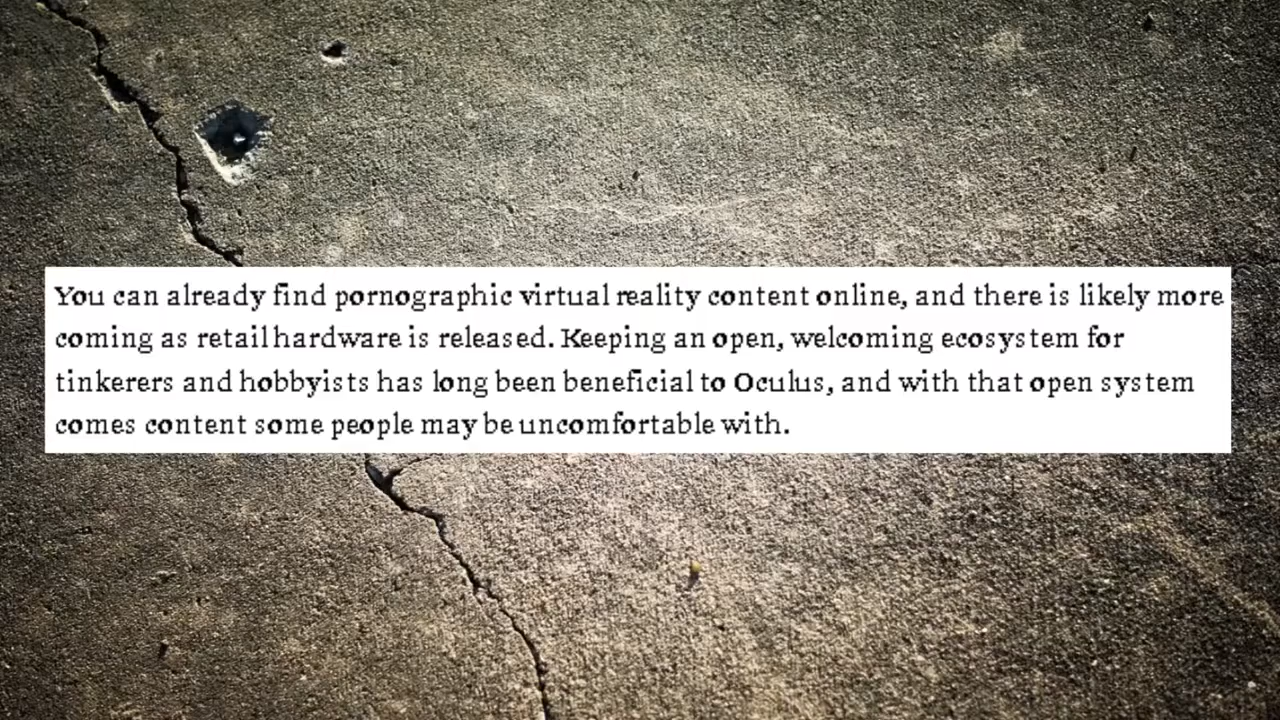 You can already find pornographic virtual reality content online, and there is likely more
coming as retail hardware is released. Keeping an open, welcoming ecosystem for
tinkerers and hobbyists has long been beneficial to Oculus, and with that open system
comes content some people may be uncomfortable with.